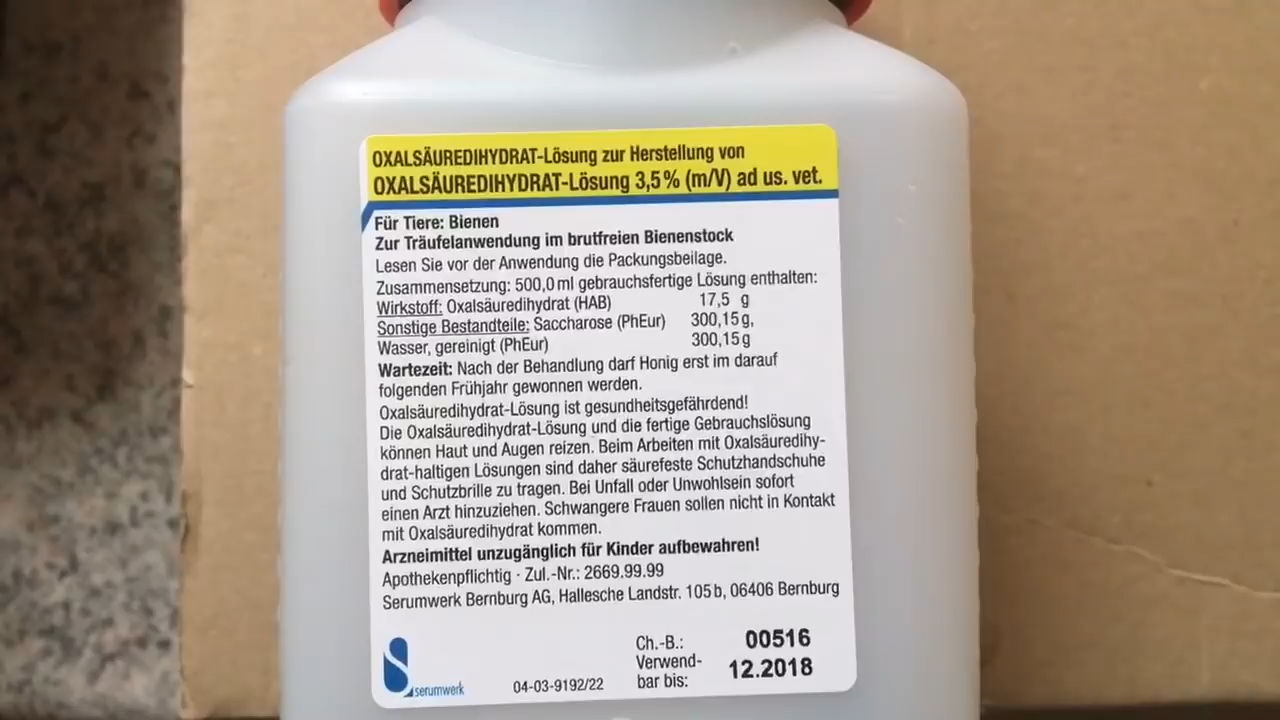 OXALSÄUREDIHYDRAT-Lösung zur Herstellung von
OXALSÄUREDIHYDRAT-Lösung 3,5% (m/V) ad us. vet.
Für Tiere: Bienen
Zur Träufelanwendung im brutfreien Bienenstock
Lesen Sie vor der Anwendung die Packungsbeilage.
Zusammensetzung: 500,0 ml gebrauchsfertige Lösung enthalten:
Wirkstoff: Oxalsäuredihydrat (HAB) 17,5 g
Sonstige Bestandteile: Saccharose (PhEur) 300,15 g,
Wasser, gereinigt (PhEur) 300,15 g
Wartezeit: Nach der Behandlung darf Honig erst im darauf
folgenden Frühjahr gewonnen werden.
Oxalsäuredihydrat-Lösung ist gesundheitsgefährdend!
Die Oxalsäuredihydrat-Lösung und die fertige Gebrauchslösung
können Haut und Augen reizen. Beim Arbeiten mit Oxalsäuredihy-
drat-haltigen Lösungen sind daher säurefeste Schutzhandschuhe
und Schutzbrille zu tragen. Bei Unfall oder Unwohlsein sofort
einen Arzt hinzuziehen. Schwangere Frauen sollen nicht in Kontakt
mit Oxalsäuredihydrat kommen.
Arzneimittel unzugänglich für Kinder aufbewahren!
Apothekenpflichtig · Zul.-Nr.: 2669.99.99
Serumwerk Bernburg AG, Hallesche Landstr. 105 b, 06406 Bernburg
Ch.-B.: 00516
Verwend-
bar bis: 12.2018
serumwerk
04-03-9192/22